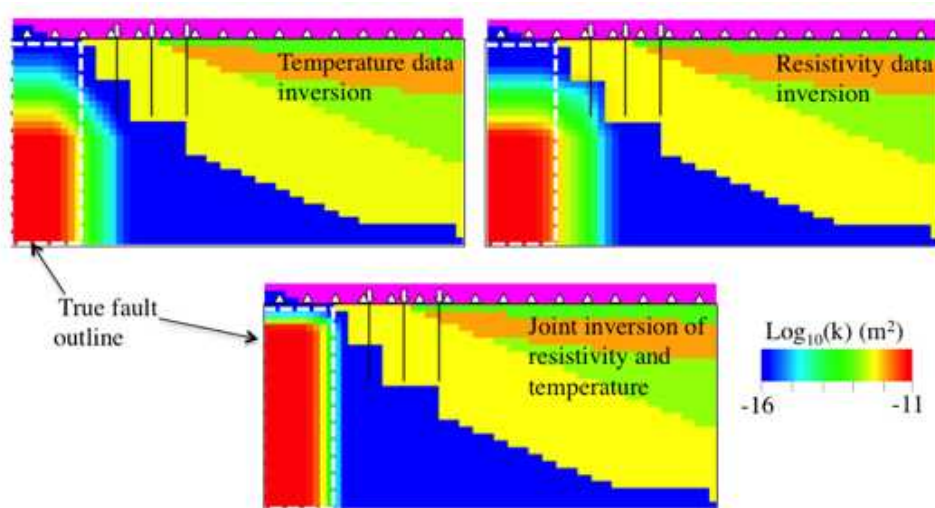 Temperature data
inversion
Resistivity data
inversion
True fault
outline
Joint inversion of
resistivity and
temperature
Log₁₀(k) (m²)
-16
-11